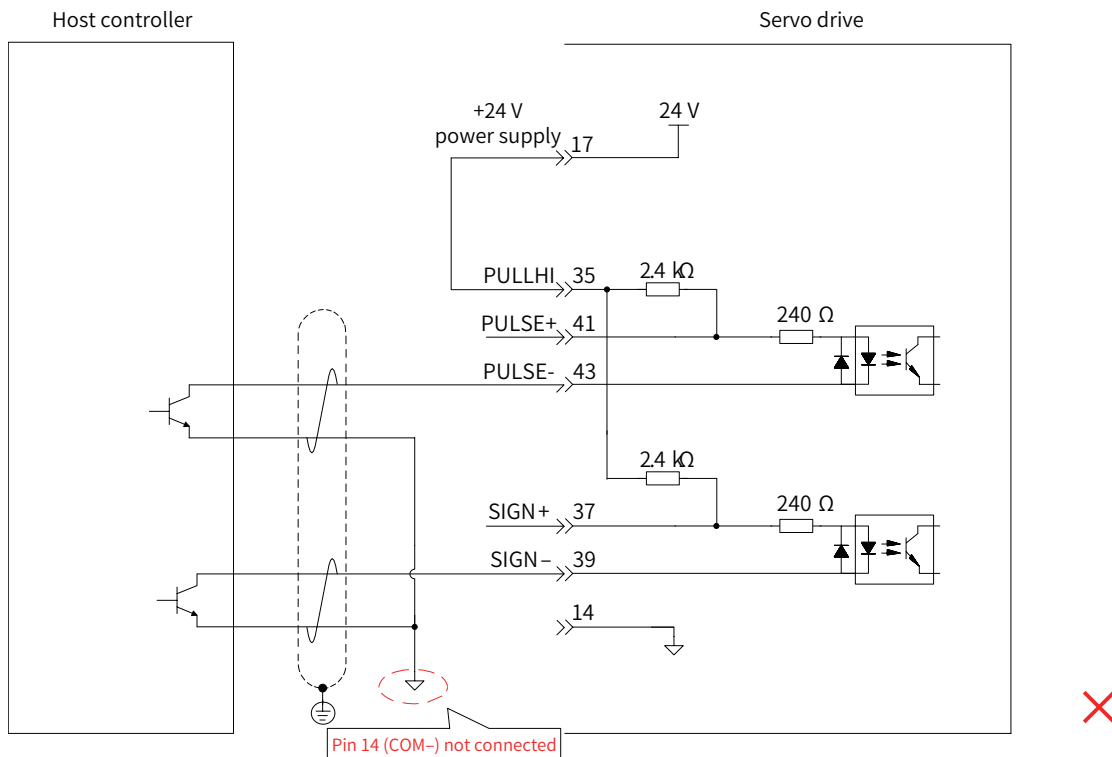 Host controller
Servo drive
+24 V
power supply
17
24 V
PULLHI
35
2.4 kΩ
PULSE+
41
240 Ω
PULSE-
43
2.4 kΩ
SIGN+
37
240 Ω
SIGN–
39
14
Pin 14 (COM–) not connected